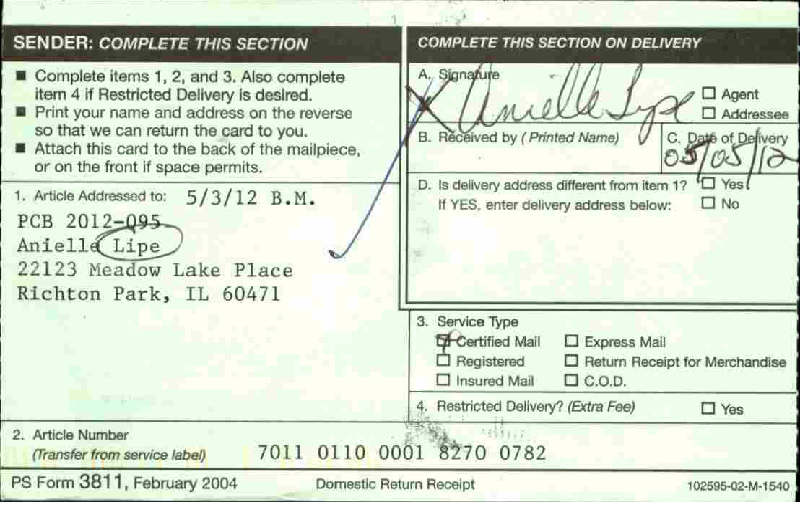 SENDER: COMPLETE THIS SECTION
■ Complete items 1, 2, and 3. Also complete
item 4 if Restricted Delivery is desired.
■ Print your name and address on the reverse
so that we can return the card to you.
■ Attach this card to the back of the mailpiece,
or on the front if space permits.
1. Article Addressed to: 5/3/12 B.M.
PCB 2012-095
Anielle Lipe
22123 Meadow Lake Place
Richton Park, IL 60471
COMPLETE THIS SECTION ON DELIVERY
A. Signature
X Anielle Lipe
☐ Agent
☐ Addressee
B. Received by (Printed Name)
C. Date of Delivery
05/05/12
D. Is delivery address different from item 1? ☐ Yes
If YES, enter delivery address below: ☐ No
3. Service Type
☒ Certified Mail ☐ Express Mail
☐ Registered ☐ Return Receipt for Merchandise
☐ Insured Mail ☐ C.O.D.
4. Restricted Delivery? (Extra Fee) ☐ Yes
2. Article Number
(Transfer from service label) 7011 0110 0001 8270 0782
PS Form 3811, February 2004 Domestic Return Receipt 102595-02-M-1540